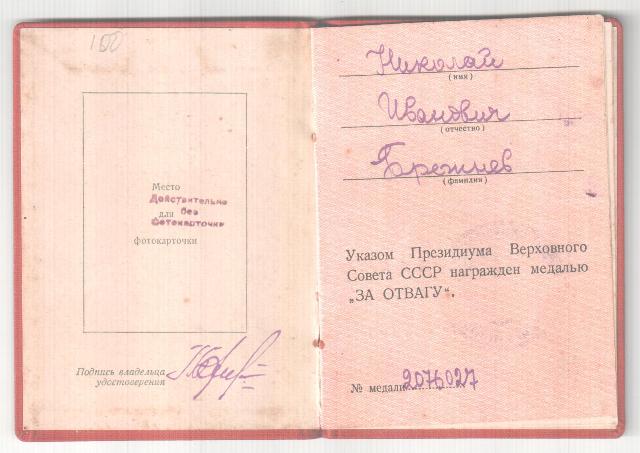 150
Место
Действительно
для без
фотокарточки
фотокарточки
Подпись владельца
удостоверения
Николай
(имя)
Иванович
(отчество)
Брежнев
(фамилия)
Указом Президиума Верховного
Совета СССР награжден медалью
„ЗА ОТВАГУ“.
№ медали 2076027